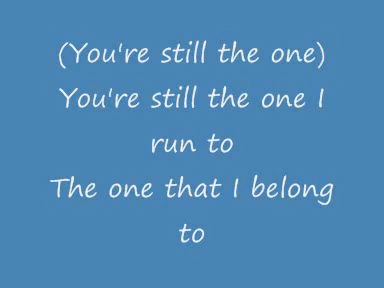 (You're still the one)
You're still the one I
run to
The one that I belong
to